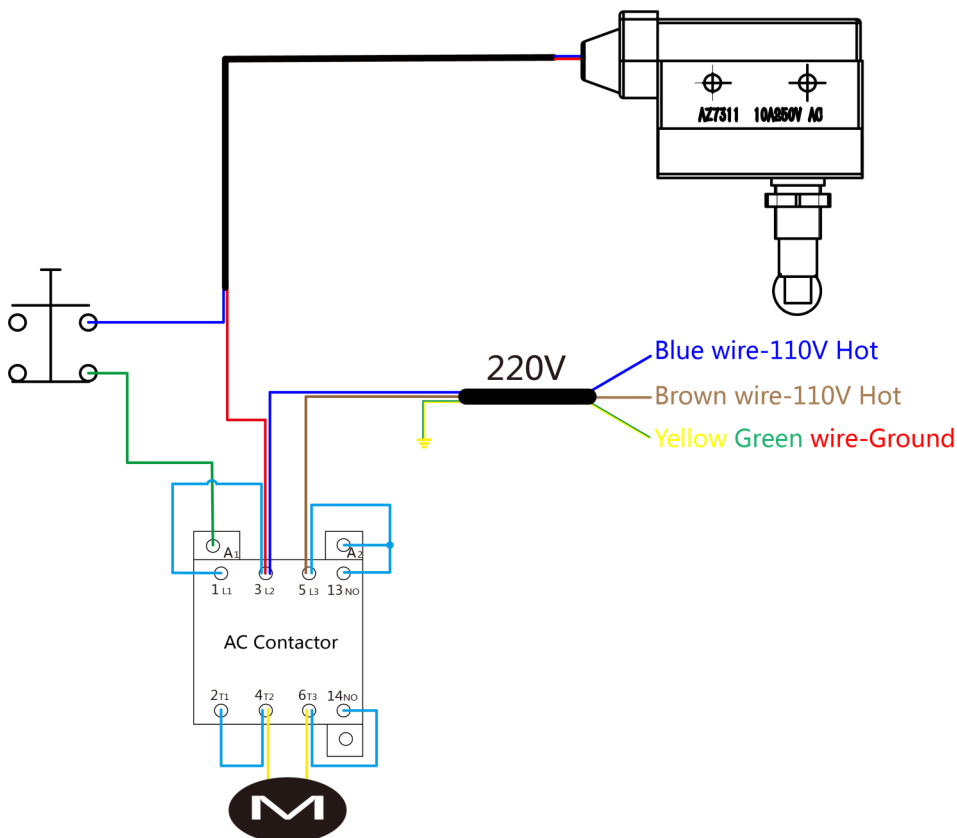 AZ7311 10A250V AC
220V
Blue wire-110V Hot
Brown wire-110V Hot
Yellow Green wire-Ground
A1
A2
1 L1 3 L2 5 L3 13 NO
AC Contactor
2 T1 4 T2 6 T3 14 NO
M